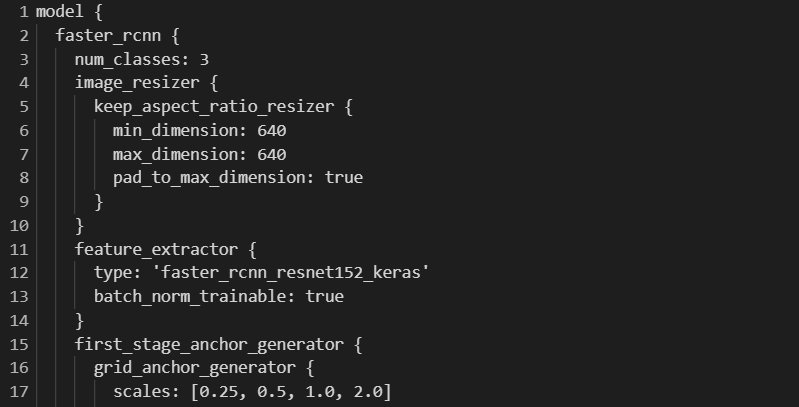 1 model {
2 faster_rcnn {
3 num_classes: 3
4 image_resizer {
5 keep_aspect_ratio_resizer {
6 min_dimension: 640
7 max_dimension: 640
8 pad_to_max_dimension: true
9 }
10 }
11 feature_extractor {
12 type: 'faster_rcnn_resnet152_keras'
13 batch_norm_trainable: true
14 }
15 first_stage_anchor_generator {
16 grid_anchor_generator {
17 scales: [0.25, 0.5, 1.0, 2.0]